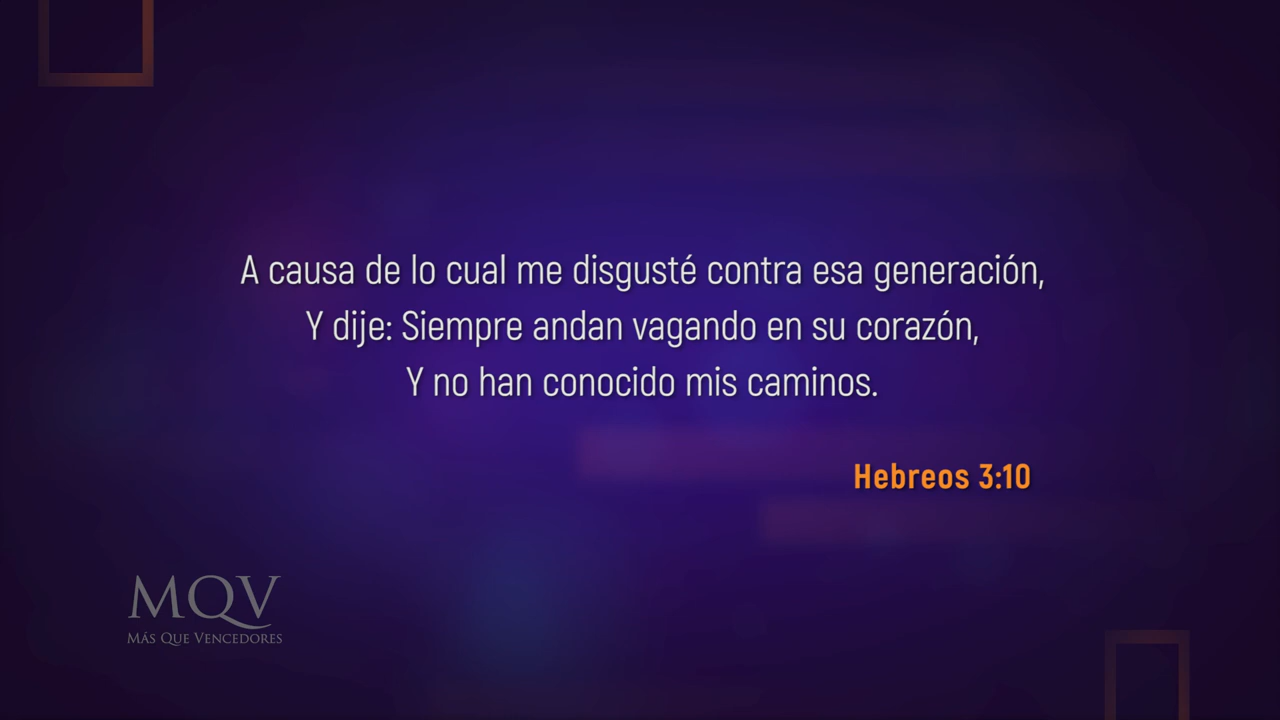 A causa de lo cual me disgusté contra esa generación,
Y dije: Siempre andan vagando en su corazón,
Y no han conocido mis caminos.
Hebreos 3:10
MQV
MÁS QUE VENCEDORES